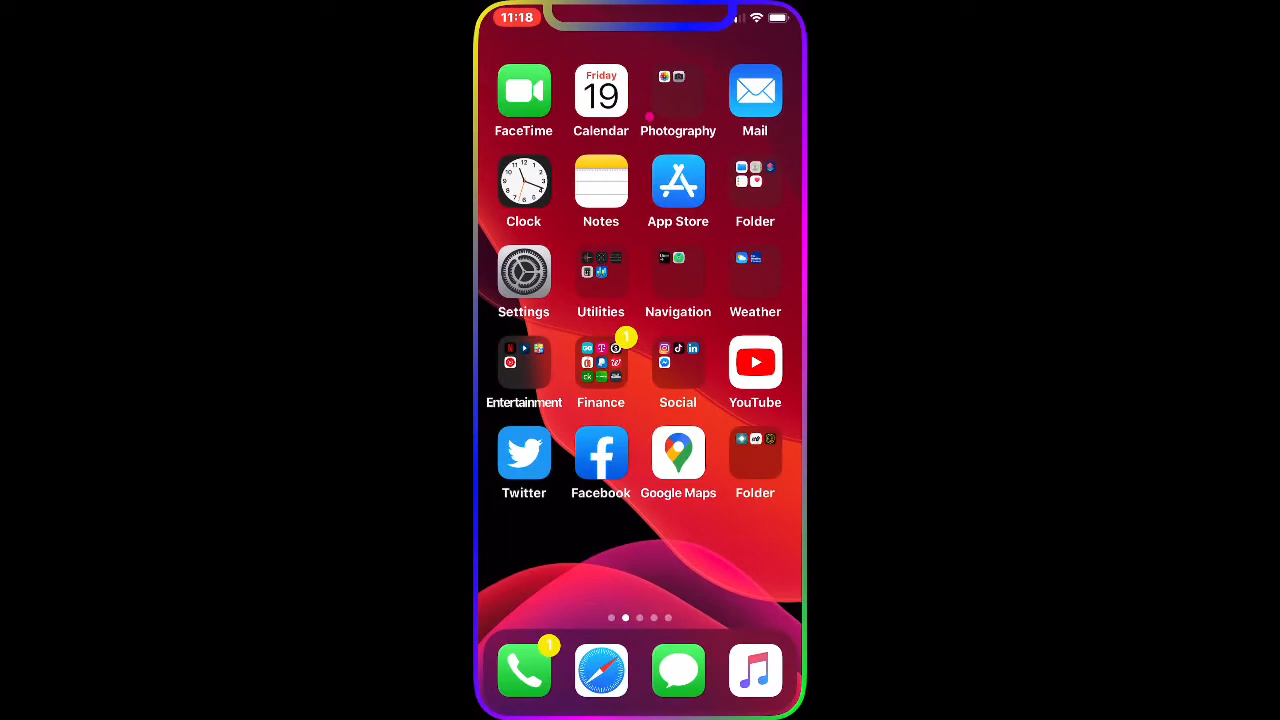 11:18
Friday
19
FaceTime
Calendar
Photography
Mail
Clock
Notes
App Store
Folder
Settings
Utilities
Navigation
Weather
1
Entertainment
Finance
Social
YouTube
Twitter
Facebook
Google Maps
Folder
1